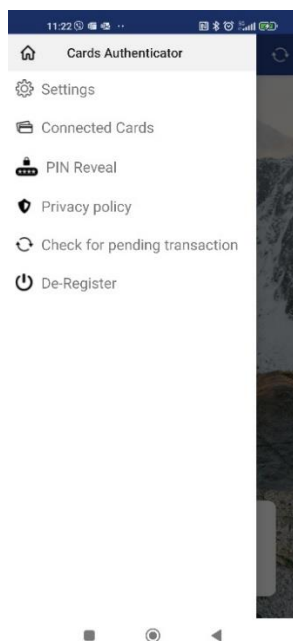 11:22
Cards Authenticator
Settings
Connected Cards
PIN Reveal
Privacy policy
Check for pending transaction
De-Register